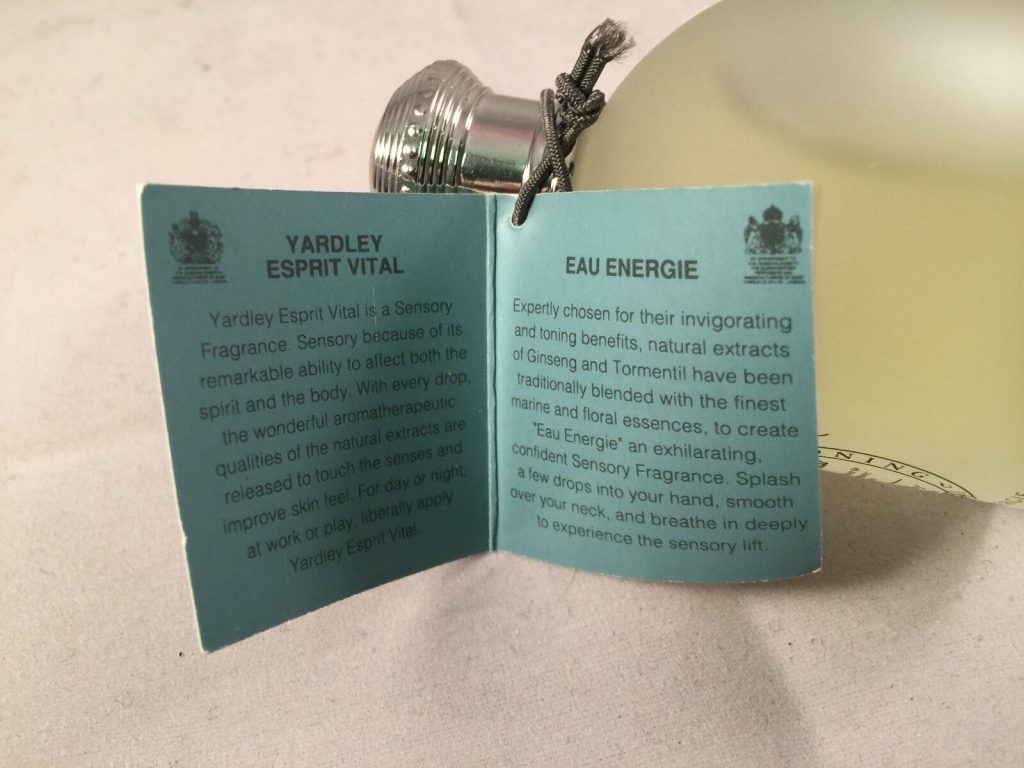 YARDLEY
ESPRIT VITAL
Yardley Esprit Vital is a Sensory
Fragrance. Sensory because of its
remarkable ability to affect both the
spirit and the body. With every drop,
the wonderful aromatherapeutic
qualities of the natural extracts are
released to touch the senses and
improve skin feel. For day or night,
at work or play, liberally apply
Yardley Esprit Vital.
EAU ENERGIE
Expertly chosen for their invigorating
and toning benefits, natural extracts
of Ginseng and Tormentil have been
traditionally blended with the finest
marine and floral essences, to create
"Eau Energie" an exhilarating,
confident Sensory Fragrance. Splash
a few drops into your hand, smooth
over your neck, and breathe in deeply
to experience the sensory lift.
ONING